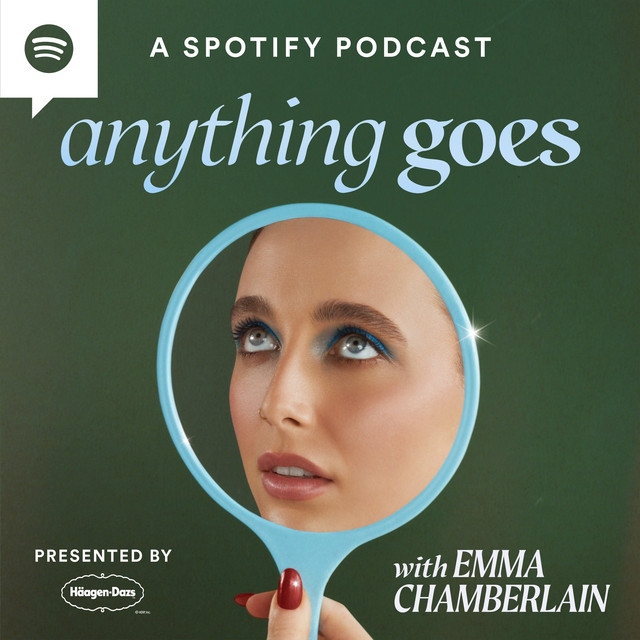 A SPOTIFY PODCAST
anything goes
PRESENTED BY
Häagen-Dazs
with EMMA
CHAMBERLAIN